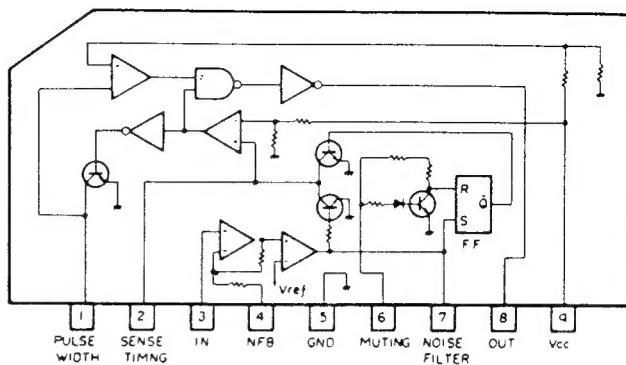 R
Q̄
S
F.F
Vref
1 2 3 4 5 6 7 8 9
PULSE WIDTH
SENSE TIMNG
IN
NFB
GND
MUTING
NOISE FILTER
OUT
Vcc